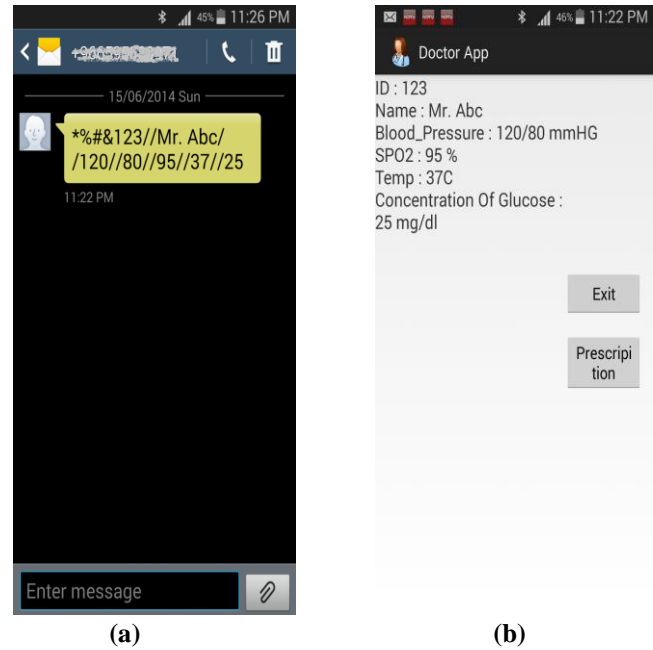 45% 11:26 PM
15/06/2014 Sun
*%#&123//Mr. Abc/
/120//80//95//37//25
11:22 PM
Enter message
(a)
46% 11:22 PM
Doctor App
ID : 123
Name : Mr. Abc
Blood_Pressure : 120/80 mmHG
SPO2 : 95 %
Temp : 37C
Concentration Of Glucose :
25 mg/dl
Exit
Prescripi
tion
(b)